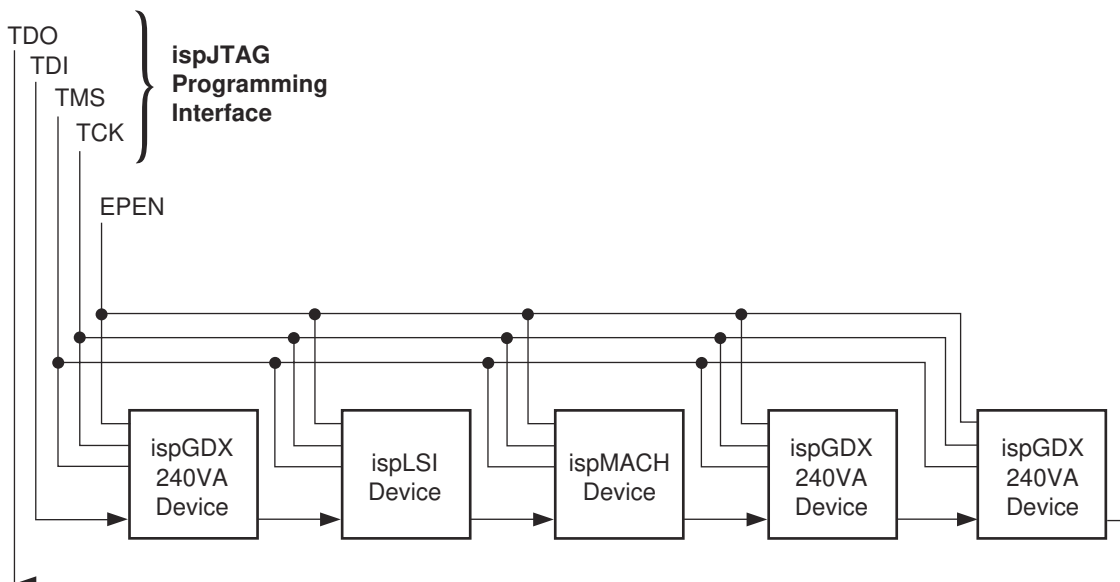 TDO
TDI
TMS
TCK
ispJTAG
Programming
Interface
EPEN
ispGDX
240VA
Device
ispLSI
Device
ispMACH
Device
ispGDX
240VA
Device
ispGDX
240VA
Device